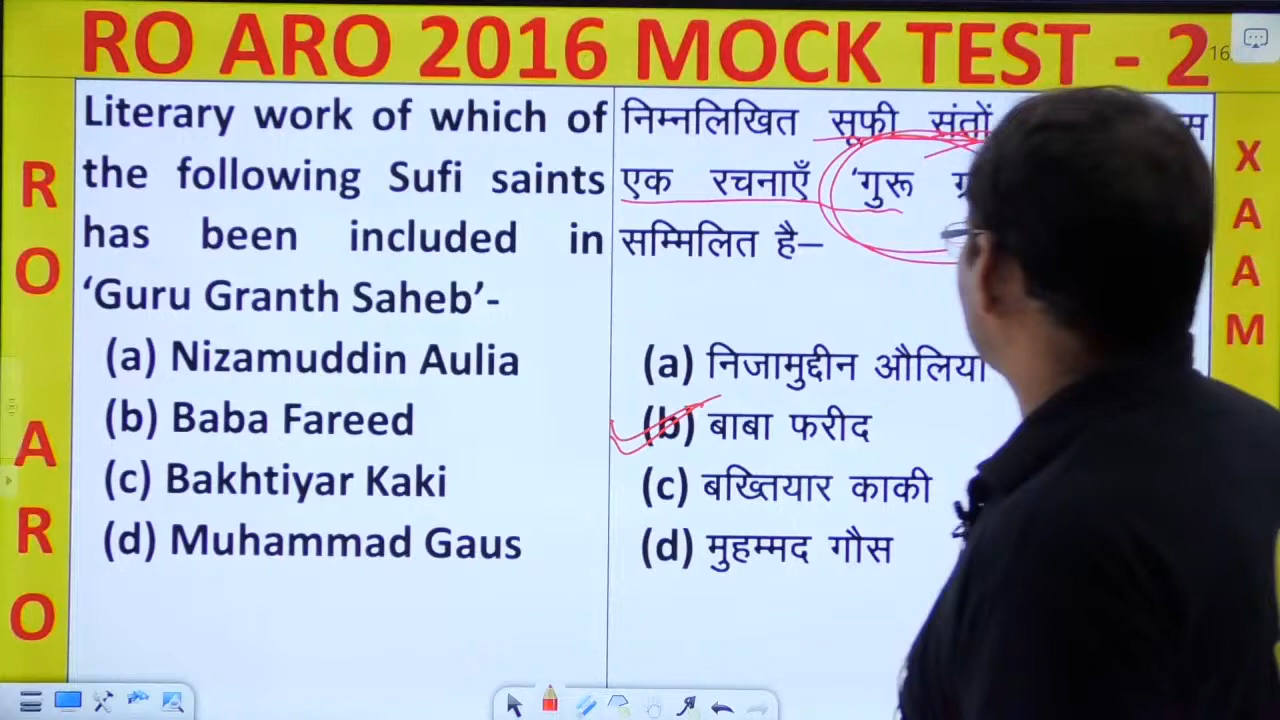 RO ARO 2016 MOCK TEST - 2
16
Literary work of which of
the following Sufi saints
has been included in
‘Guru Granth Saheb’-
(a) Nizamuddin Aulia
(b) Baba Fareed
(c) Bakhtiyar Kaki
(d) Muhammad Gaus
निम्नलिखित सूफी संतों
एक रचनाएँ ‘गुरू
सम्मिलित है–
(a) निजामुद्दीन औलिया
(b) बाबा फरीद
(c) बख्तियार काकी
(d) मुहम्मद गौस
R
O
A
R
O
X
A
A
M